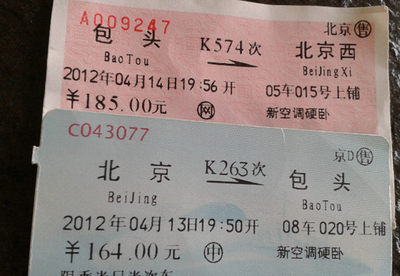 A009247 北京 售
包头 K574次 北京西
BaoTou BeiJingXi
2012年04月14日19:56开 05车015号上铺
￥185.00元 网 新空调硬卧
C043077 京D 售
北京 K263次 包头
BeiJing BaoTou
2012年04月13日19:50开 08车020号上铺
￥164.00元 中 新空调硬卧